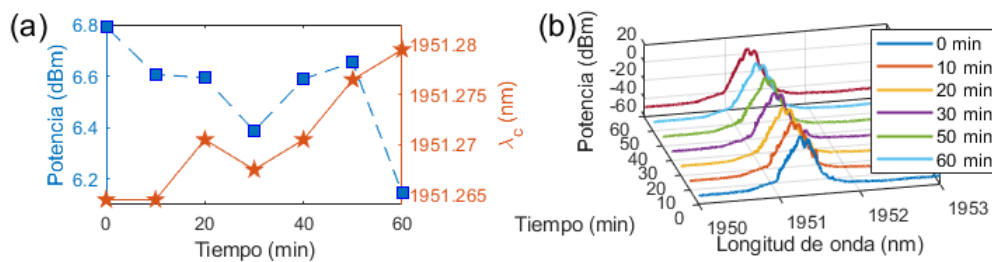 (a)
6.8
6.6
6.4
6.2
Potencia (dBm)
0
20
40
60
Tiempo (min)
1951.28
1951.275
1951.27
1951.265
λc (nm)
(b)
20
0
-20
-40
-60
Potencia (dBm)
60
50
40
30
20
10
0
Tiempo (min)
1950
1951
1952
1953
Longitud de onda (nm)
0 min
10 min
20 min
30 min
50 min
60 min